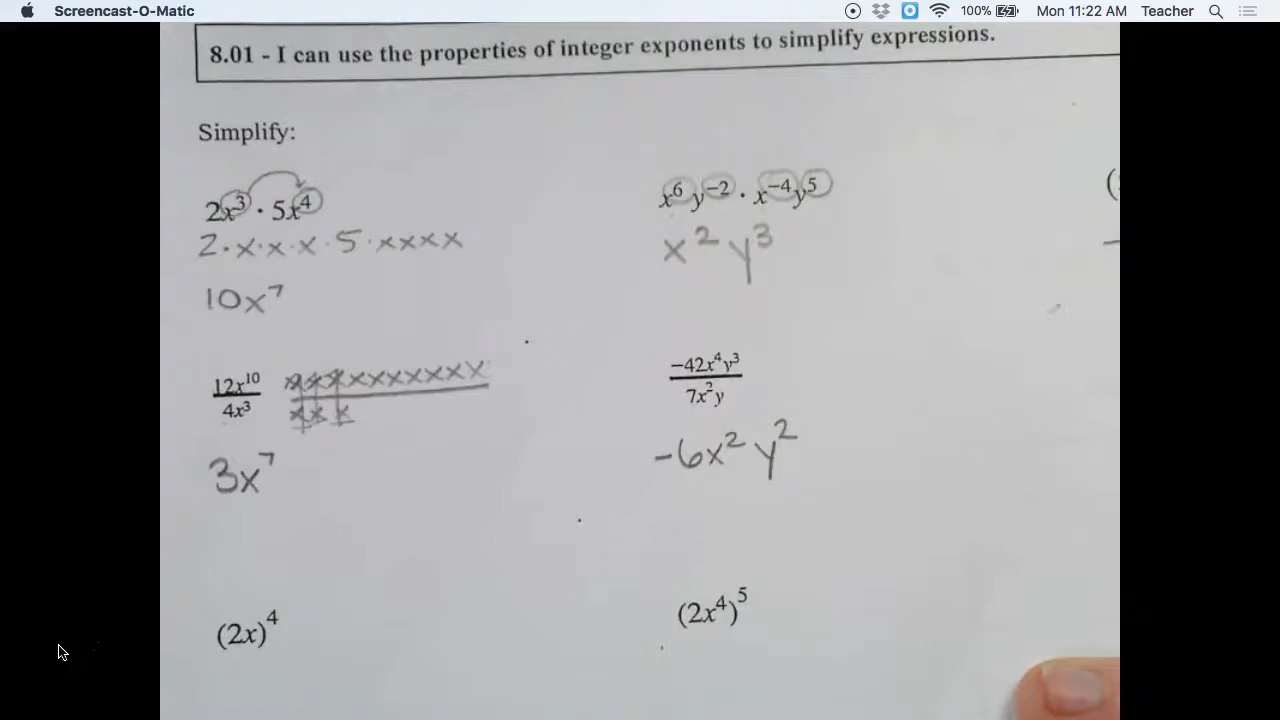 Screencast-O-Matic 100% Mon 11:22 AM Teacher
8.01 - I can use the properties of integer exponents to simplify expressions.
Simplify:
2x³ · 5x⁴
2·x·x·x·5·xxxx
10x⁷
x⁶y⁻² · x⁻⁴y⁵
x²y³
12x¹⁰
4x³
xxxxxxxxxx
xxx
3x⁷
-42x⁴y³
7x²y
-6x²y²
(2x)⁴
(2x⁴)⁵